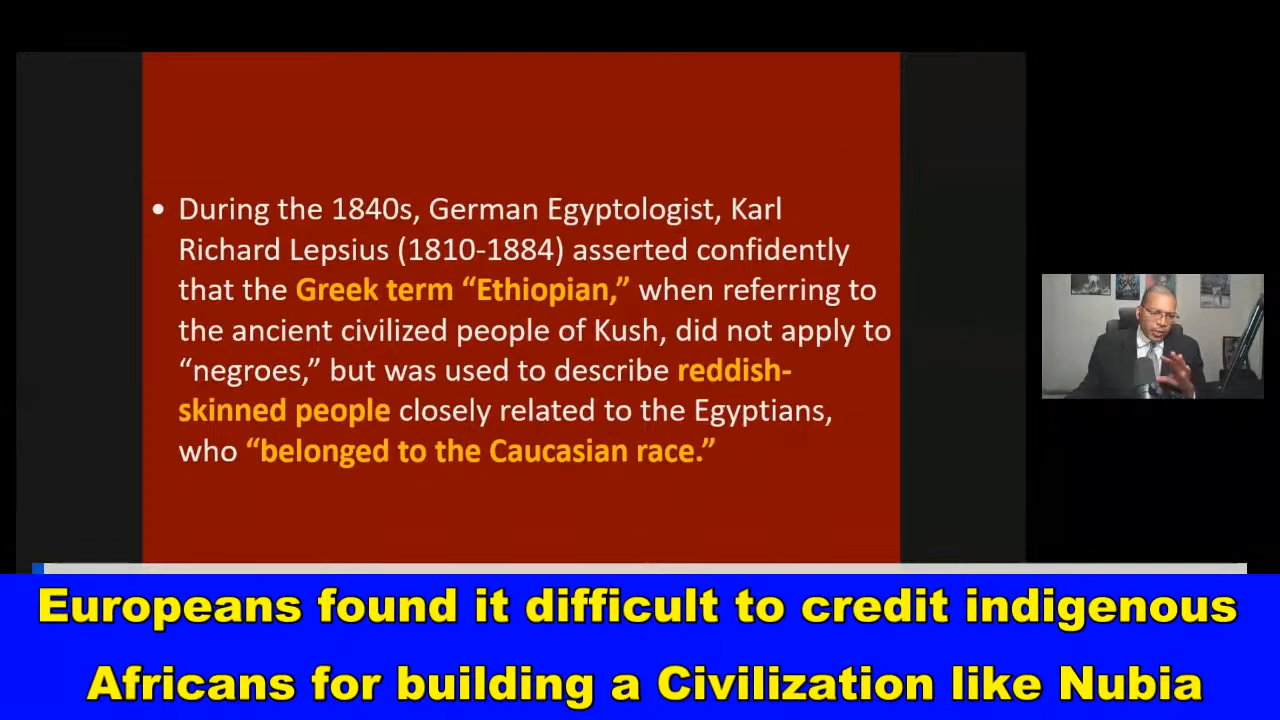 • During the 1840s, German Egyptologist, Karl
Richard Lepsius (1810-1884) asserted confidently
that the Greek term “Ethiopian,” when referring to
the ancient civilized people of Kush, did not apply to
“negroes,” but was used to describe reddish-
skinned people closely related to the Egyptians,
who “belonged to the Caucasian race.”
Europeans found it difficult to credit indigenous
Africans for building a Civilization like Nubia